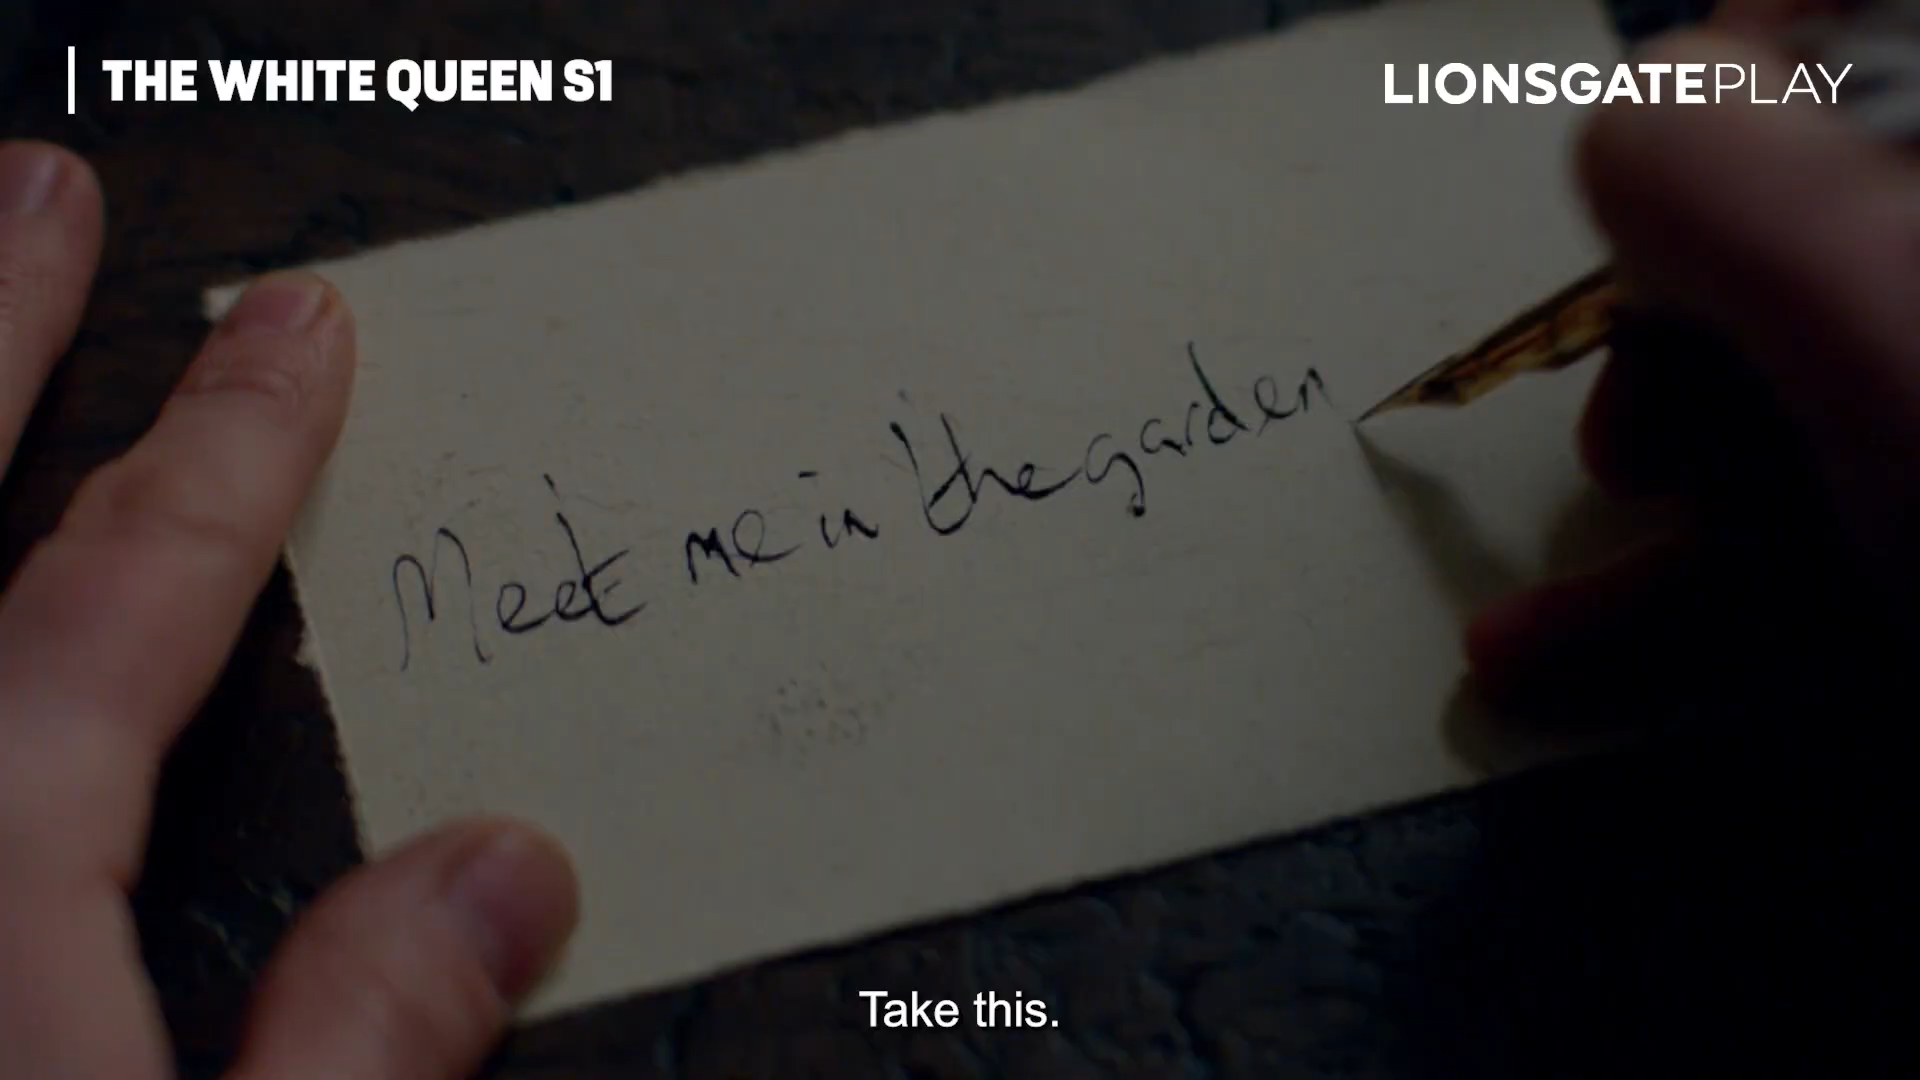 THE WHITE QUEEN S1
LIONSGATEPLAY
Meet me in the garden
Take this.